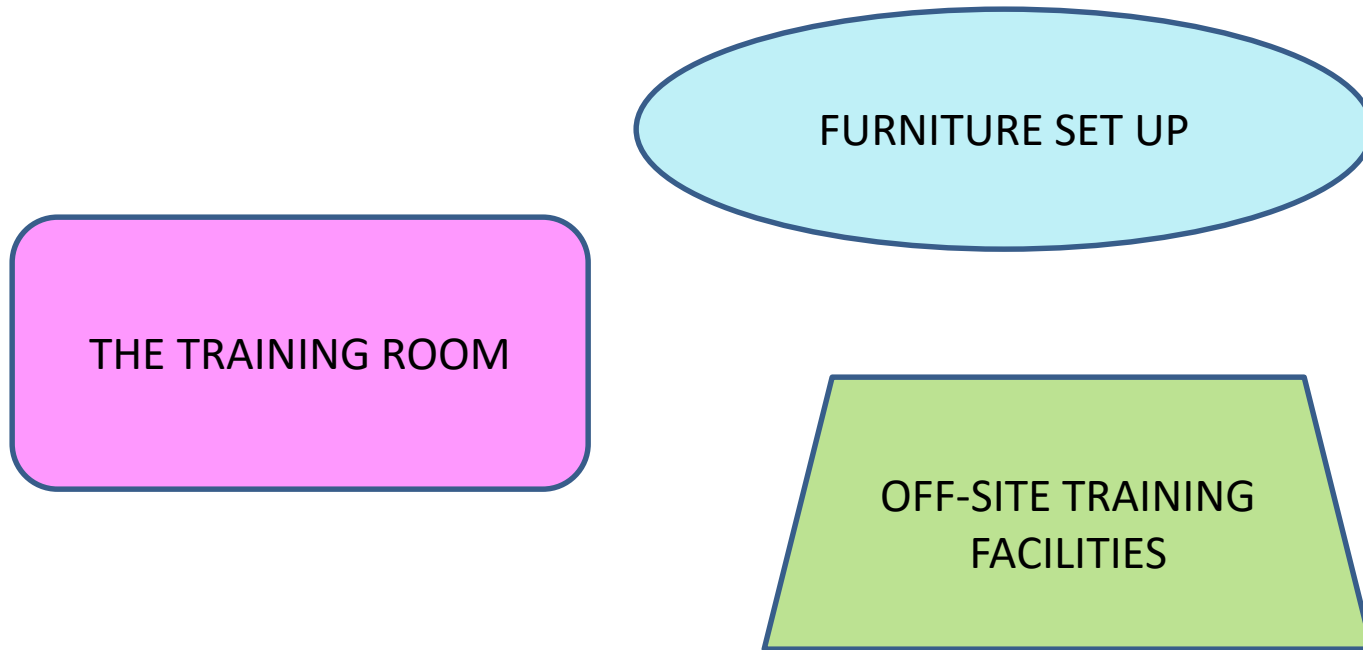 FURNITURE SET UP
THE TRAINING ROOM
OFF-SITE TRAINING
FACILITIES